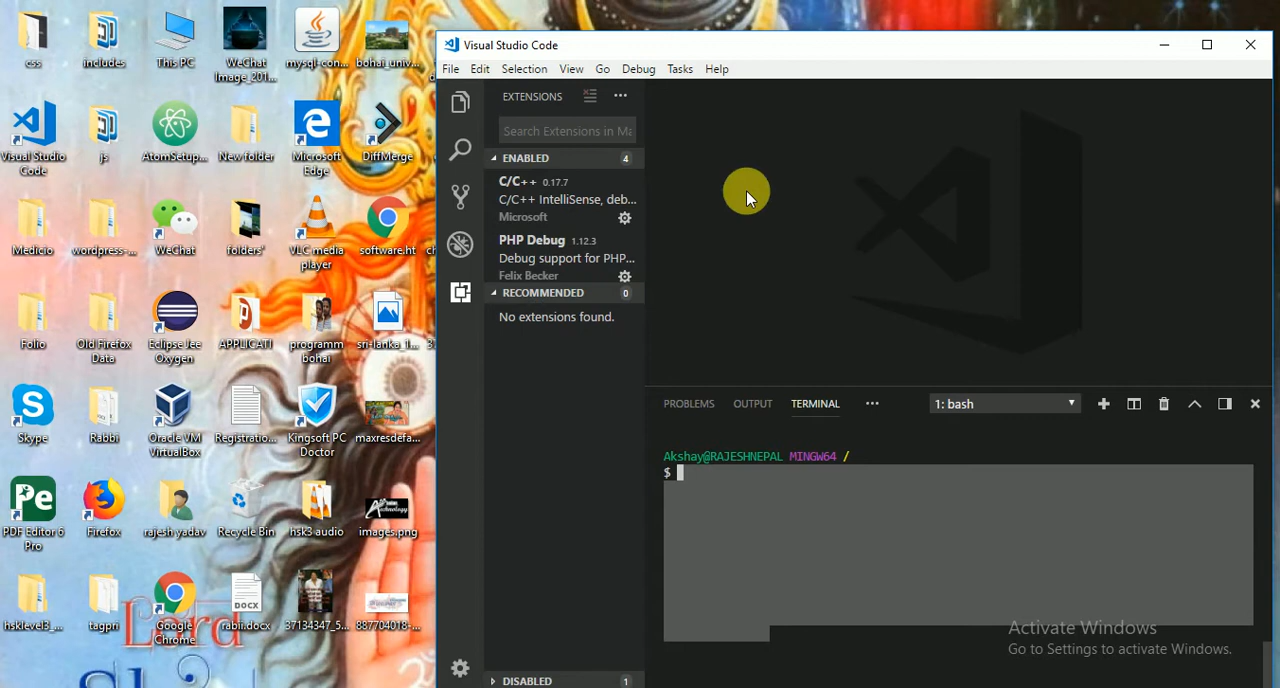 css
includes
This PC
WeChat
Image_201...
mysql-con...
bohai_univ...
Visual Studio
Code
js
AtomSetup...
New folder
Microsoft
Edge
DiffMerge
Medicio
wordpress-...
WeChat
folders'
VLC media
player
software.ht
Folio
Old Firefox
Data
Eclipse Jee
Oxygen
APPLICATI
programm
bohai
sri-lanka_1...
Skype
Rabbi
Oracle VM
VirtualBox
Registratio...
Kingsoft PC
Doctor
maxresdefa...
PDF Editor 6
Pro
Firefox
rajesh yadav
Recycle Bin
hsk3 audio
images.png
hsklevel3_...
tagpri
Google
Chrome
DOCX
rabii.docx
37134347_5...
887704018-...
Lord
Visual Studio Code
File Edit Selection View Go Debug Tasks Help
EXTENSIONS
Search Extensions in Ma
ENABLED 4
C/C++ 0.17.7
C/C++ IntelliSense, deb...
Microsoft
PHP Debug 1.12.3
Debug support for PHP...
Felix Becker
RECOMMENDED 0
No extensions found.
DISABLED 1
PROBLEMS OUTPUT TERMINAL ... 1: bash
Akshay@RAJESHNEPAL MINGW64 /
$
Activate Windows
Go to Settings to activate Windows.